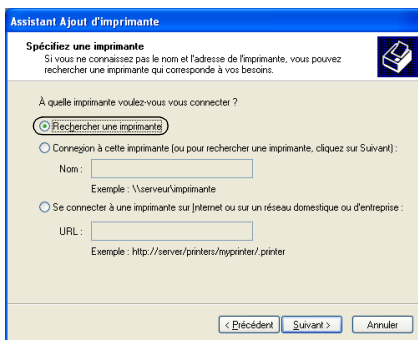 Assistant Ajout d'imprimante
Spécifiez une imprimante
Si vous ne connaissez pas le nom et l'adresse de l'imprimante, vous pouvez
rechercher une imprimante qui corresponde à vos besoins.
À quelle imprimante voulez-vous vous connecter ?
Rechercher une imprimante
Connexion à cette imprimante (ou pour rechercher une imprimante, cliquez sur Suivant) :
Nom :
Exemple : \\serveur\imprimante
Se connecter à une imprimante sur Internet ou sur un réseau domestique ou d'entreprise :
URL :
Exemple : http://server/printers/myprinter/.printer
< Précédent Suivant > Annuler